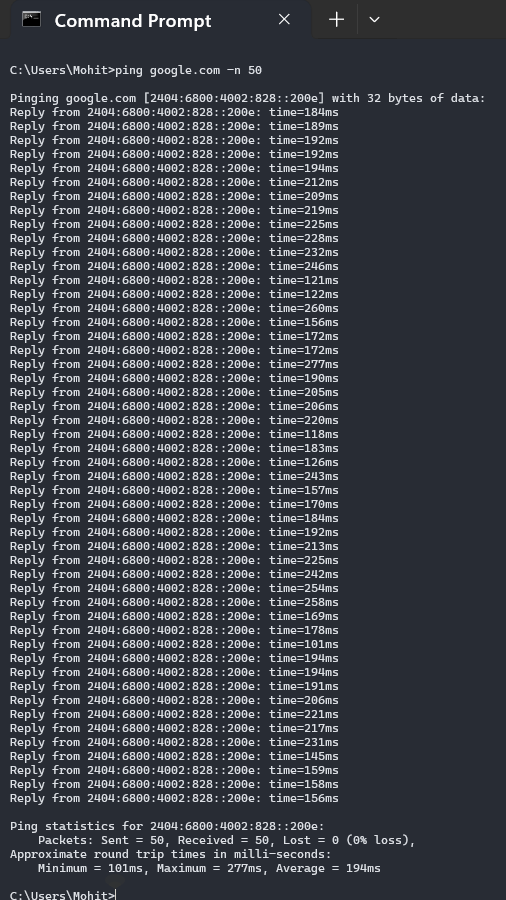 Command Prompt
C:\Users\Mohit>ping google.com -n 50
Pinging google.com [2404:6800:4002:828::200e] with 32 bytes of data:
Reply from 2404:6800:4002:828::200e: time=184ms
Reply from 2404:6800:4002:828::200e: time=189ms
Reply from 2404:6800:4002:828::200e: time=192ms
Reply from 2404:6800:4002:828::200e: time=192ms
Reply from 2404:6800:4002:828::200e: time=194ms
Reply from 2404:6800:4002:828::200e: time=212ms
Reply from 2404:6800:4002:828::200e: time=209ms
Reply from 2404:6800:4002:828::200e: time=219ms
Reply from 2404:6800:4002:828::200e: time=225ms
Reply from 2404:6800:4002:828::200e: time=228ms
Reply from 2404:6800:4002:828::200e: time=232ms
Reply from 2404:6800:4002:828::200e: time=246ms
Reply from 2404:6800:4002:828::200e: time=121ms
Reply from 2404:6800:4002:828::200e: time=122ms
Reply from 2404:6800:4002:828::200e: time=260ms
Reply from 2404:6800:4002:828::200e: time=156ms
Reply from 2404:6800:4002:828::200e: time=172ms
Reply from 2404:6800:4002:828::200e: time=172ms
Reply from 2404:6800:4002:828::200e: time=277ms
Reply from 2404:6800:4002:828::200e: time=190ms
Reply from 2404:6800:4002:828::200e: time=205ms
Reply from 2404:6800:4002:828::200e: time=206ms
Reply from 2404:6800:4002:828::200e: time=220ms
Reply from 2404:6800:4002:828::200e: time=118ms
Reply from 2404:6800:4002:828::200e: time=183ms
Reply from 2404:6800:4002:828::200e: time=126ms
Reply from 2404:6800:4002:828::200e: time=243ms
Reply from 2404:6800:4002:828::200e: time=157ms
Reply from 2404:6800:4002:828::200e: time=170ms
Reply from 2404:6800:4002:828::200e: time=184ms
Reply from 2404:6800:4002:828::200e: time=192ms
Reply from 2404:6800:4002:828::200e: time=213ms
Reply from 2404:6800:4002:828::200e: time=225ms
Reply from 2404:6800:4002:828::200e: time=242ms
Reply from 2404:6800:4002:828::200e: time=254ms
Reply from 2404:6800:4002:828::200e: time=258ms
Reply from 2404:6800:4002:828::200e: time=169ms
Reply from 2404:6800:4002:828::200e: time=178ms
Reply from 2404:6800:4002:828::200e: time=101ms
Reply from 2404:6800:4002:828::200e: time=194ms
Reply from 2404:6800:4002:828::200e: time=194ms
Reply from 2404:6800:4002:828::200e: time=191ms
Reply from 2404:6800:4002:828::200e: time=206ms
Reply from 2404:6800:4002:828::200e: time=221ms
Reply from 2404:6800:4002:828::200e: time=217ms
Reply from 2404:6800:4002:828::200e: time=231ms
Reply from 2404:6800:4002:828::200e: time=145ms
Reply from 2404:6800:4002:828::200e: time=159ms
Reply from 2404:6800:4002:828::200e: time=158ms
Reply from 2404:6800:4002:828::200e: time=156ms
Ping statistics for 2404:6800:4002:828::200e:
Packets: Sent = 50, Received = 50, Lost = 0 (0% loss),
Approximate round trip times in milli-seconds:
Minimum = 101ms, Maximum = 277ms, Average = 194ms
C:\Users\Mohit>